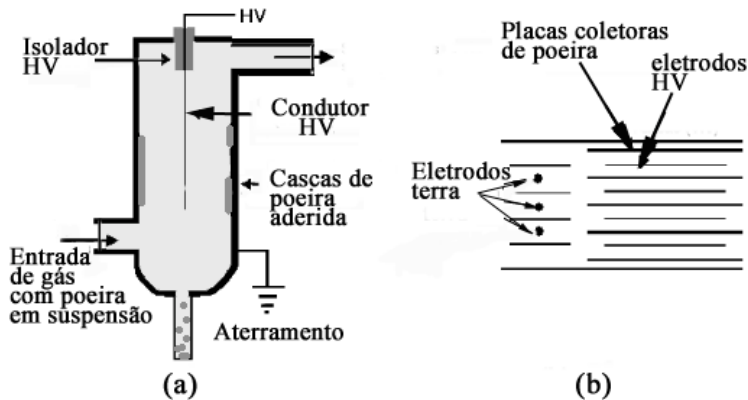 HV
Isolador
HV
Condutor
HV
Cascas de
poeira
aderida
Entrada
de gás
com poeira
em suspensão
Aterramento
(a)
Placas coletoras
de poeira
eletrodos
HV
Eletrodos
terra
(b)